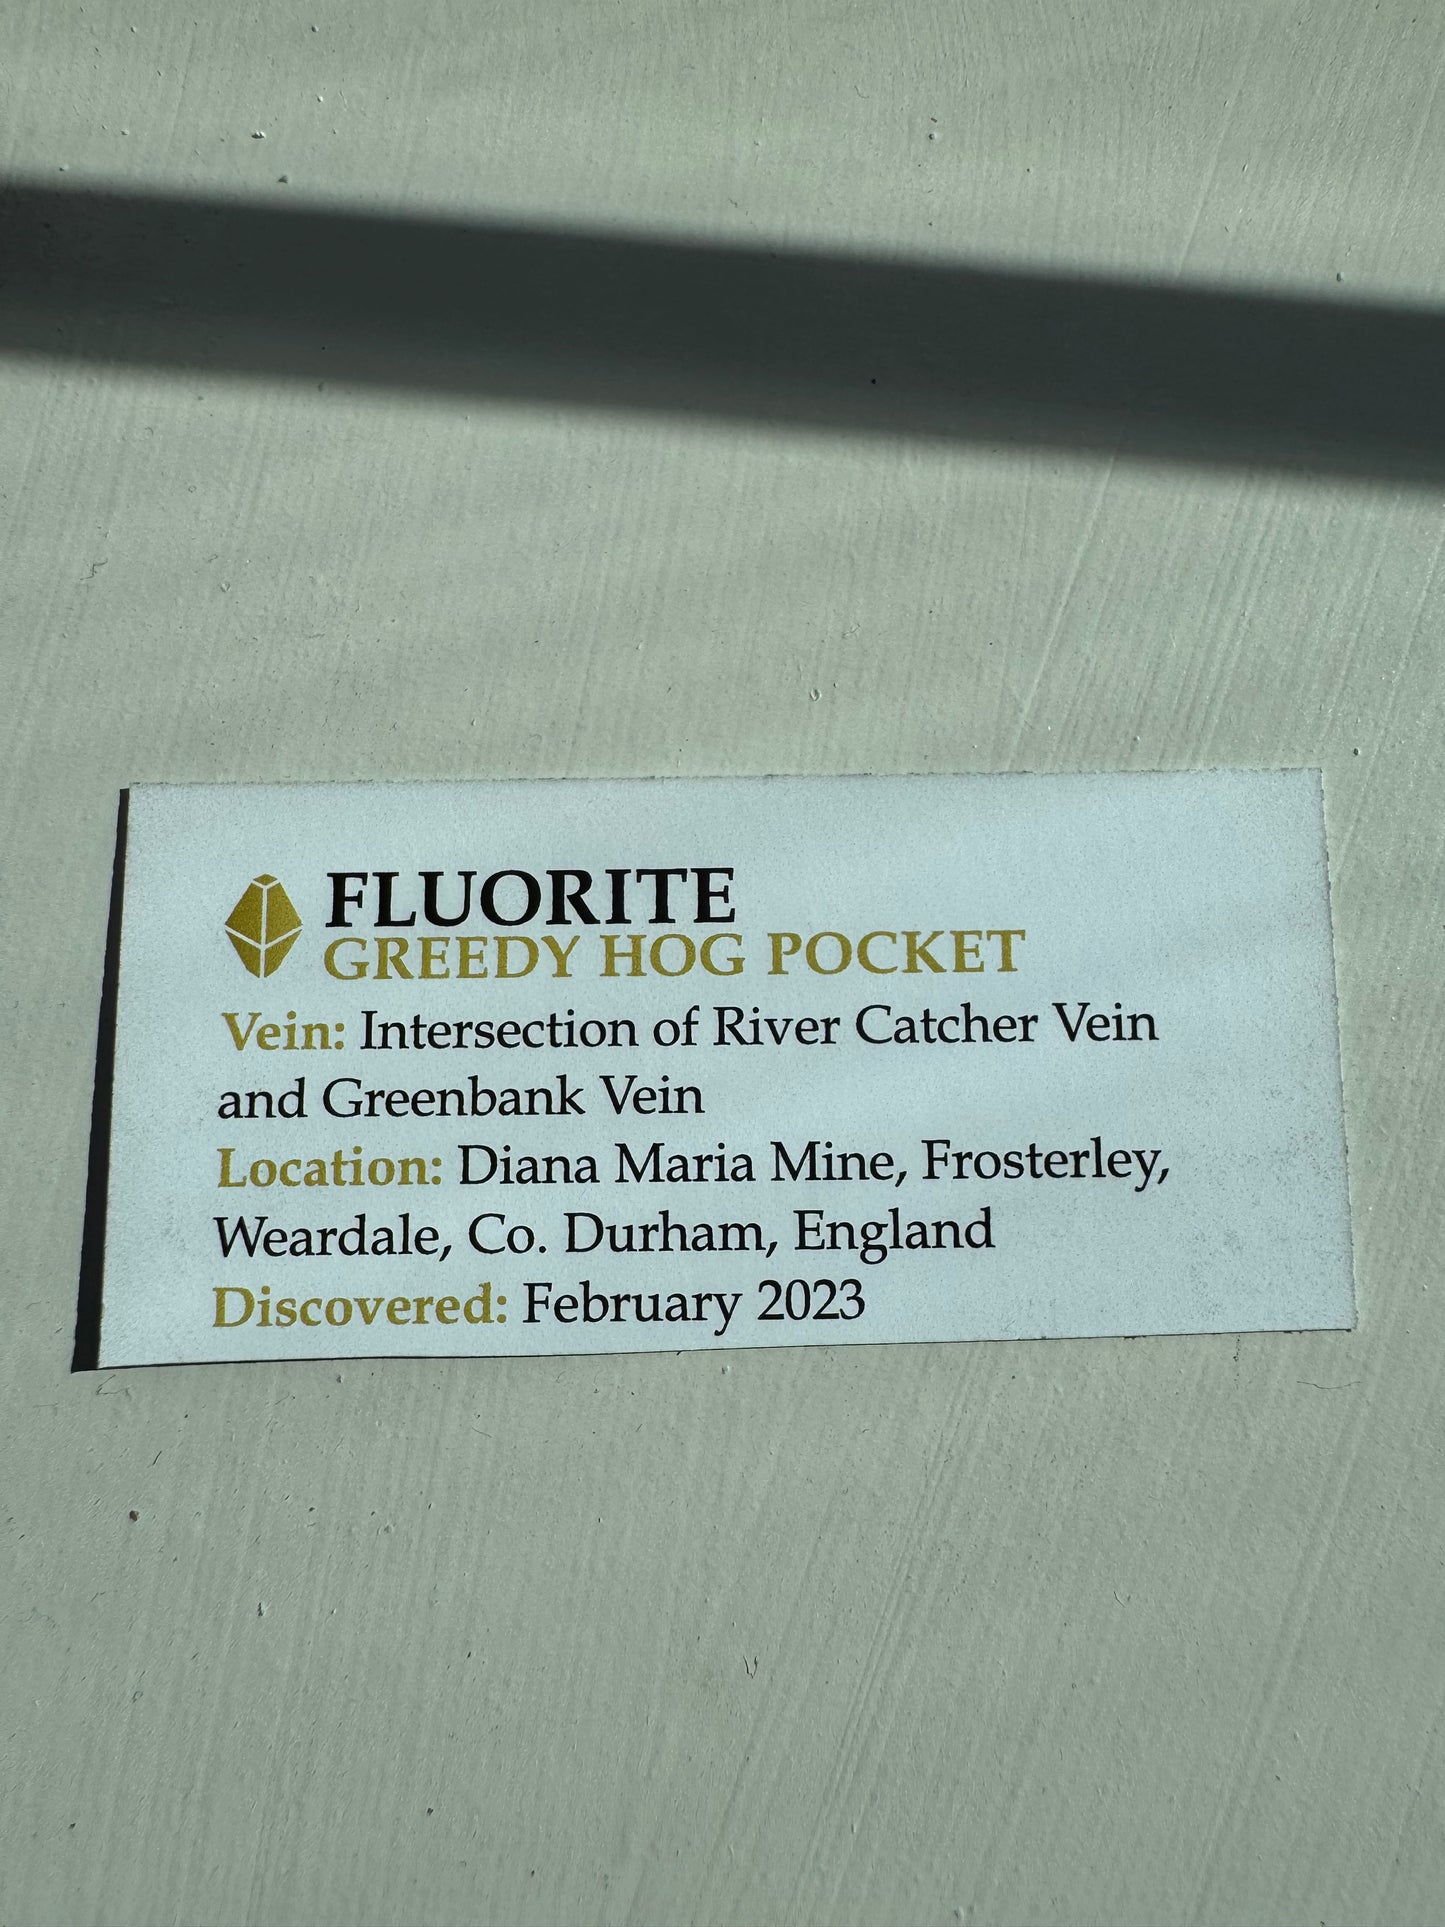 FLUORITE
GREEDY HOG POCKET
Vein: Intersection of River Catcher Vein
and Greenbank Vein
Location: Diana Maria Mine, Frosterley,
Weardale, Co. Durham, England
Discovered: February 2023